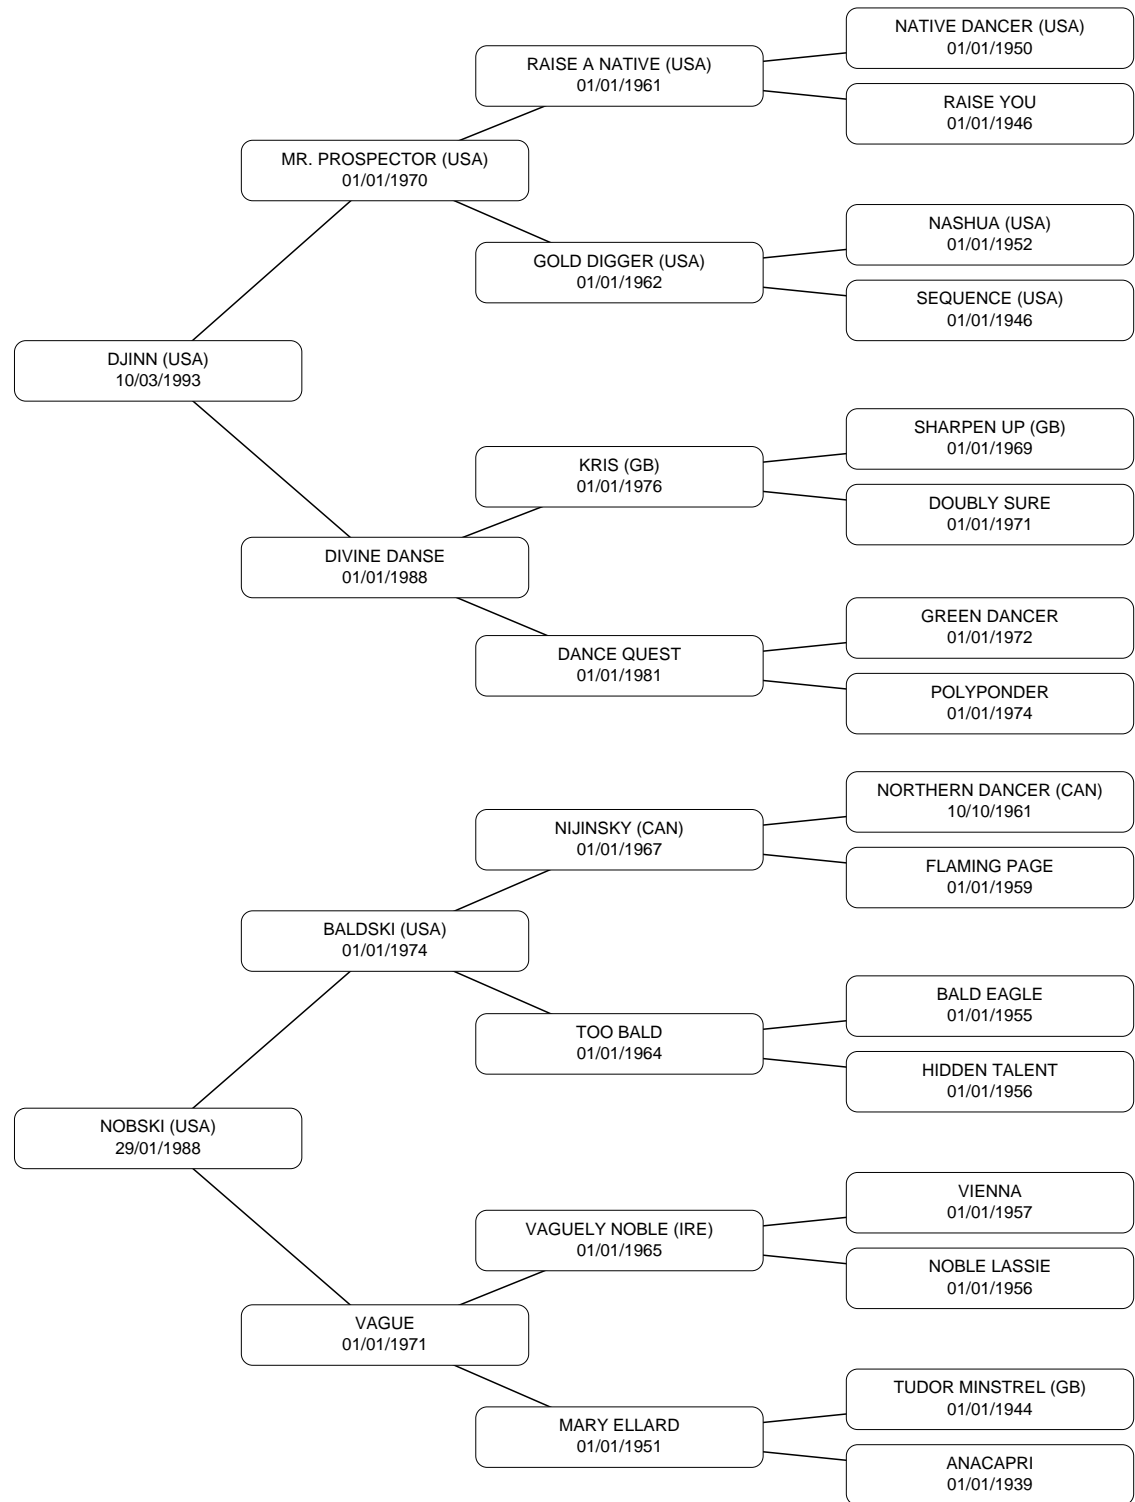 NATIVE DANCER (USA)
01/01/1950
RAISE A NATIVE (USA)
01/01/1961
RAISE YOU
01/01/1946
MR. PROSPECTOR (USA)
01/01/1970
NASHUA (USA)
01/01/1952
GOLD DIGGER (USA)
01/01/1962
SEQUENCE (USA)
01/01/1946
DJINN (USA)
10/03/1993
SHARPEN UP (GB)
01/01/1969
KRIS (GB)
01/01/1976
DOUBLY SURE
01/01/1971
DIVINE DANSE
01/01/1988
GREEN DANCER
01/01/1972
DANCE QUEST
01/01/1981
POLYPONDER
01/01/1974
NORTHERN DANCER (CAN)
10/10/1961
NIJINSKY (CAN)
01/01/1967
FLAMING PAGE
01/01/1959
BALDSKI (USA)
01/01/1974
BALD EAGLE
01/01/1955
TOO BALD
01/01/1964
HIDDEN TALENT
01/01/1956
NOBSKI (USA)
29/01/1988
VIENNA
01/01/1957
VAGUELY NOBLE (IRE)
01/01/1965
NOBLE LASSIE
01/01/1956
VAGUE
01/01/1971
TUDOR MINSTREL (GB)
01/01/1944
MARY ELLARD
01/01/1951
ANACAPRI
01/01/1939